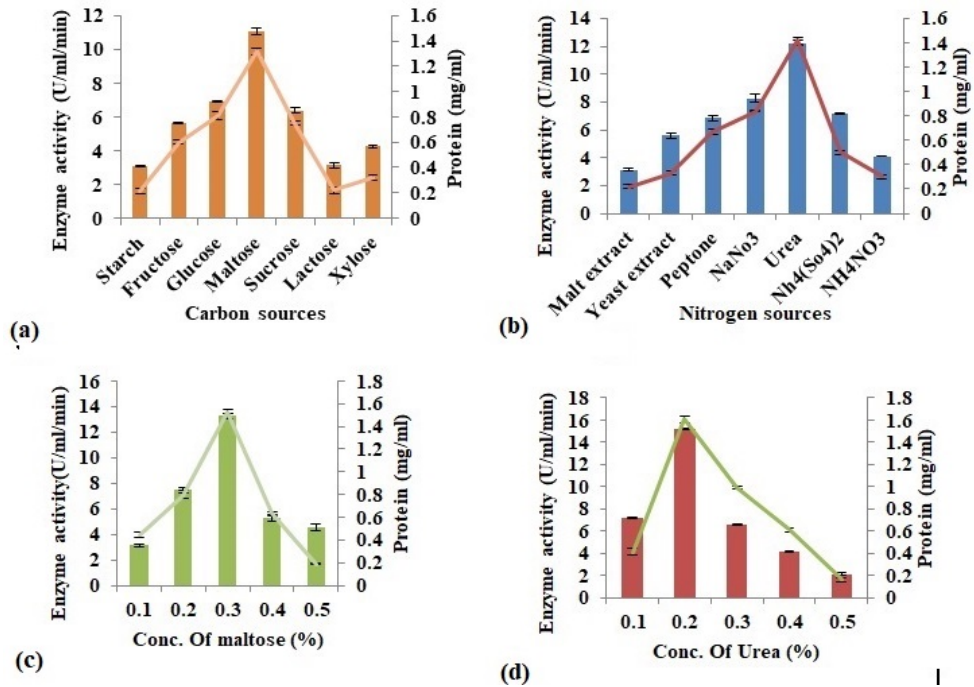 12
10
8
6
4
2
0
1.6
1.4
1.2
1
0.8
0.6
0.4
0.2
0
Enzyme activity (U/ml/min)
Protein (mg/ml)
Starch
Fructose
Glucose
Maltose
Sucrose
Lactose
Xylose
Carbon sources
(a)
14
12
10
8
6
4
2
0
1.6
1.4
1.2
1
0.8
0.6
0.4
0.2
0
Enzyme activity (U/ml/min)
Protein (mg/ml)
Malt extract
Yeast extract
Peptone
NaNo3
Urea
Nh4(So4)2
NH4NO3
Nitrogen sources
(b)
16
14
12
10
8
6
4
2
0
1.8
1.6
1.4
1.2
1
0.8
0.6
0.4
0.2
0
Enzyme activity(U/ml/min)
Protein (mg/ml)
0.1 0.2 0.3 0.4 0.5
Conc. Of maltose (%)
(c)
18
16
14
12
10
8
6
4
2
0
1.8
1.6
1.4
1.2
1
0.8
0.6
0.4
0.2
0
Enzyme activity (U/ml/min)
Protein (mg/ml)
0.1 0.2 0.3 0.4 0.5
Conc. Of Urea (%)
(d)